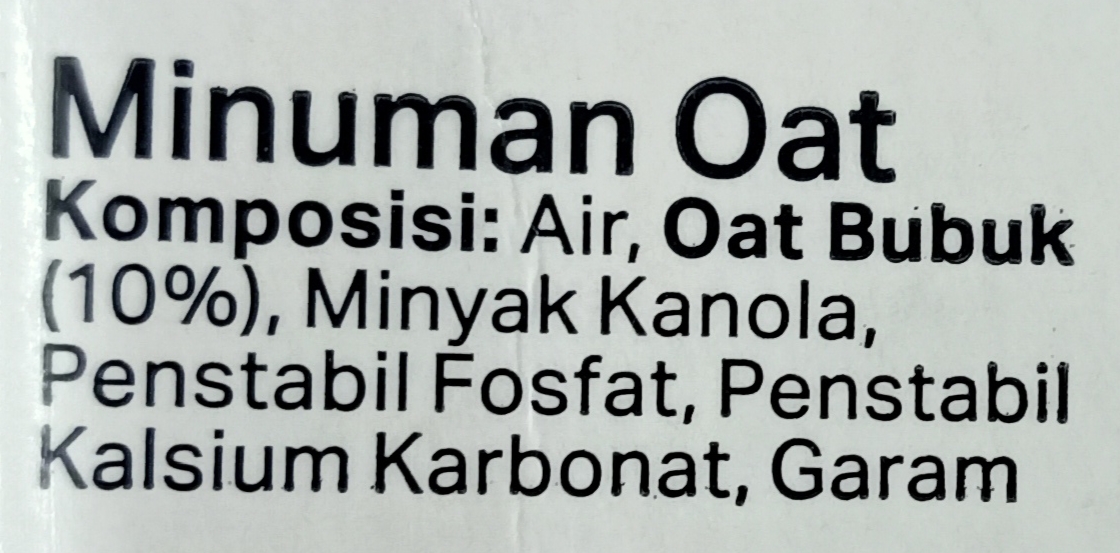 Minuman Oat
Komposisi: Air, Oat Bubuk
(10%), Minyak Kanola,
Penstabil Fosfat, Penstabil
Kalsium Karbonat, Garam